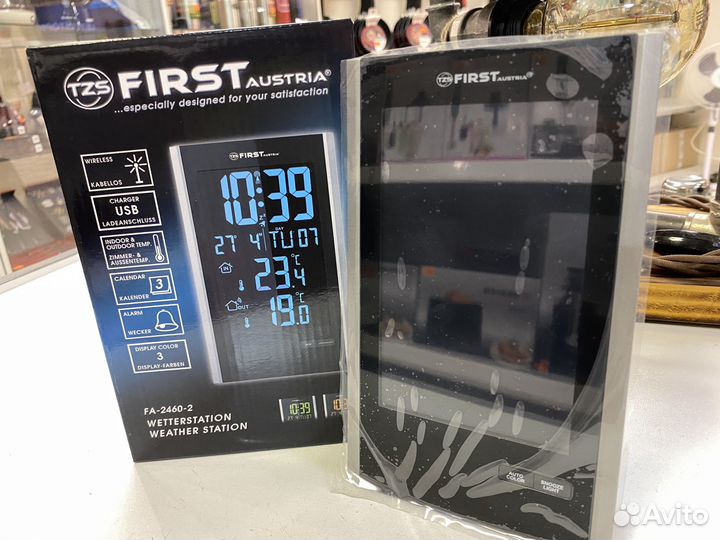 TZS FIRST AUSTRIA®
...especially designed for your satisfaction
WIRELESS
KABELLOS
CHARGER
USB
LADEANSCHLUSS
INDOOR &
OUTDOOR TEMP.
ZIMMER- &
AUSSENTEMP.
CALENDAR
3
KALENDER
ALARM
WECKER
DISPLAY COLOR
3
DISPLAY-FARBEN
TZS FIRST AUSTRIA
10:39
DAY
27 4 TU 07
IN 23.4 °C
OUT 19.0 °C
FA-2460-2
WETTERSTATION
WEATHER STATION
10:39
TZS FIRST AUSTRIA®
AUTO
COLOR
SNOOZE
LIGHT
Avito